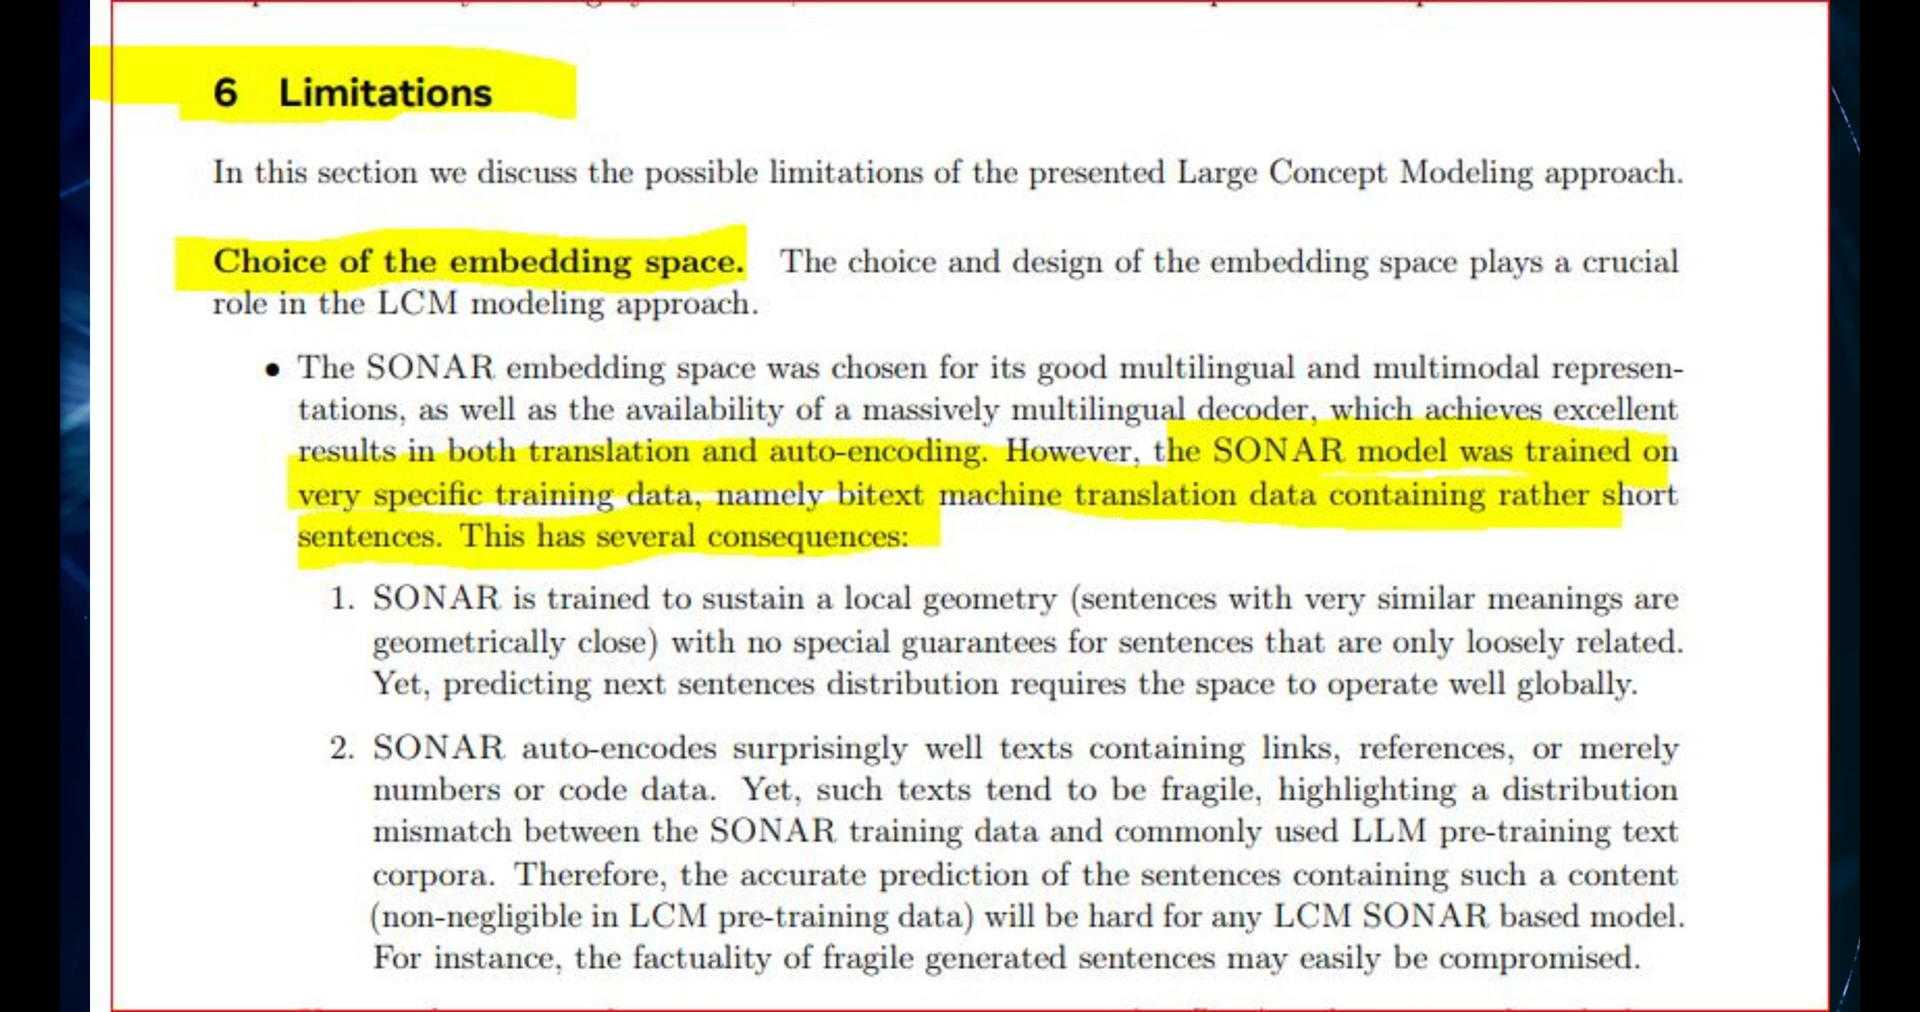 6 Limitations
In this section we discuss the possible limitations of the presented Large Concept Modeling approach.
Choice of the embedding space. The choice and design of the embedding space plays a crucial
role in the LCM modeling approach.
• The SONAR embedding space was chosen for its good multilingual and multimodal represen-
tations, as well as the availability of a massively multilingual decoder, which achieves excellent
results in both translation and auto-encoding. However, the SONAR model was trained on
very specific training data, namely bitext machine translation data containing rather short
sentences. This has several consequences:
1. SONAR is trained to sustain a local geometry (sentences with very similar meanings are
geometrically close) with no special guarantees for sentences that are only loosely related.
Yet, predicting next sentences distribution requires the space to operate well globally.
2. SONAR auto-encodes surprisingly well texts containing links, references, or merely
numbers or code data. Yet, such texts tend to be fragile, highlighting a distribution
mismatch between the SONAR training data and commonly used LLM pre-training text
corpora. Therefore, the accurate prediction of the sentences containing such a content
(non-negligible in LCM pre-training data) will be hard for any LCM SONAR based model.
For instance, the factuality of fragile generated sentences may easily be compromised.